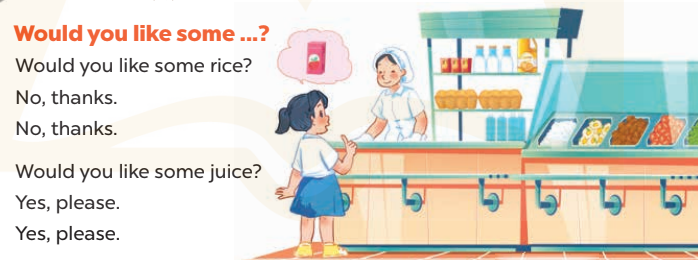 Would you like some ...?
Would you like some rice?
No, thanks.
No, thanks.
Would you like some juice?
Yes, please.
Yes, please.